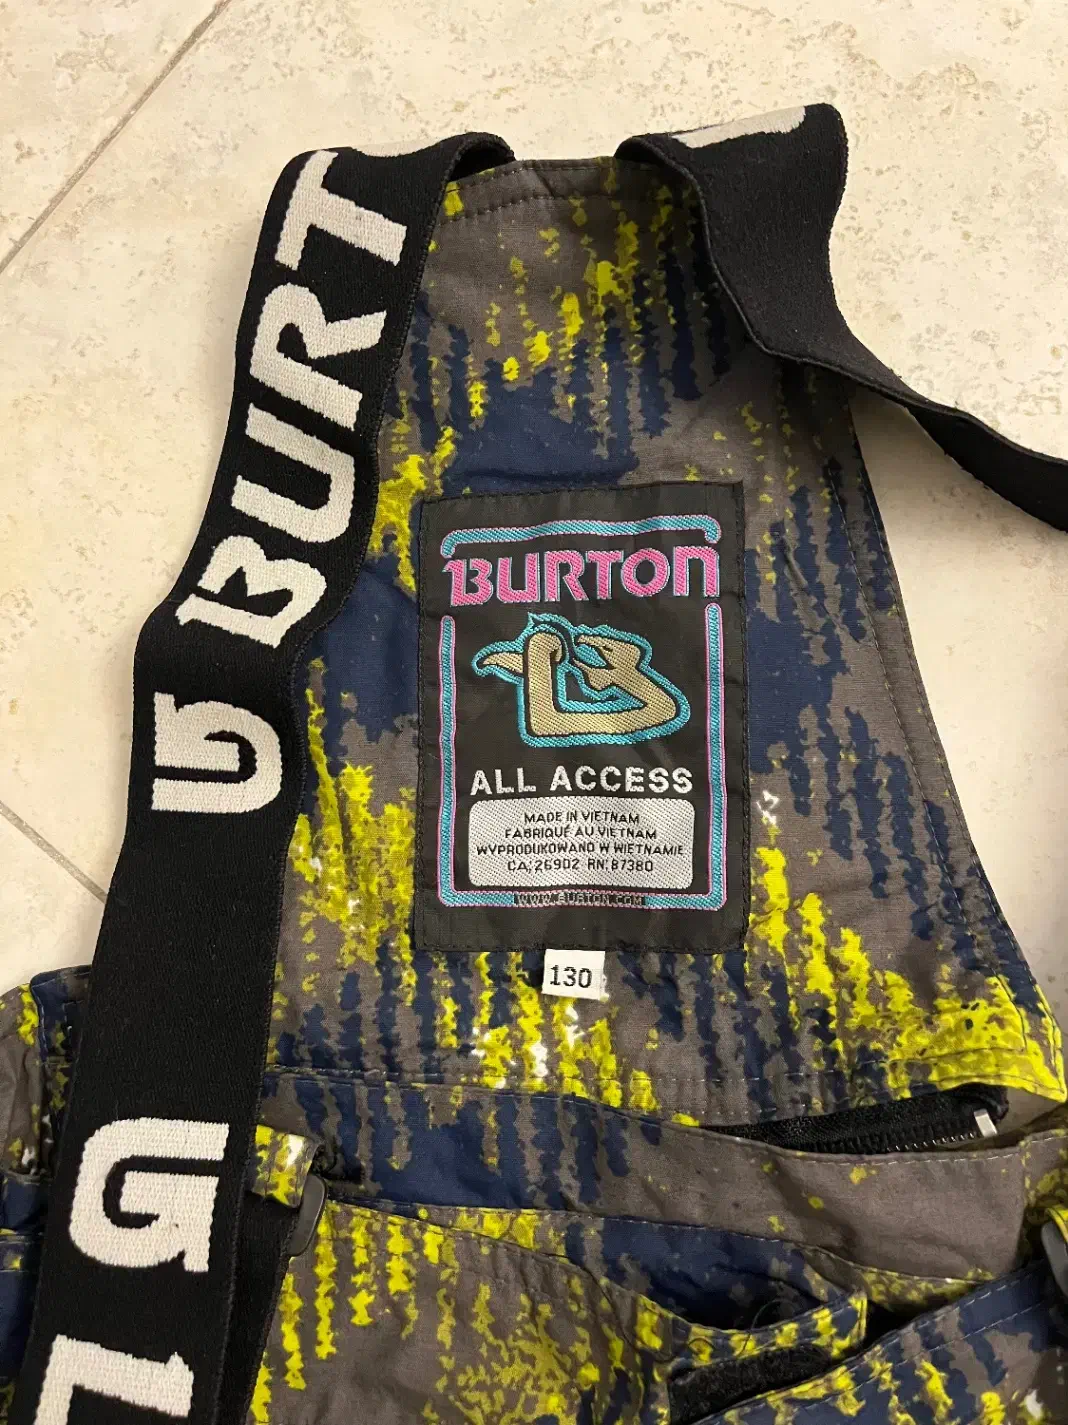 BURT
BURTON
ALL ACCESS
MADE IN VIETNAM
FABRIQUÉ AU VIETNAM
WYPRODUKOWANO W WIETNAMIE
CA; 26902 RN; 87380
WWW.BURTON.COM
130